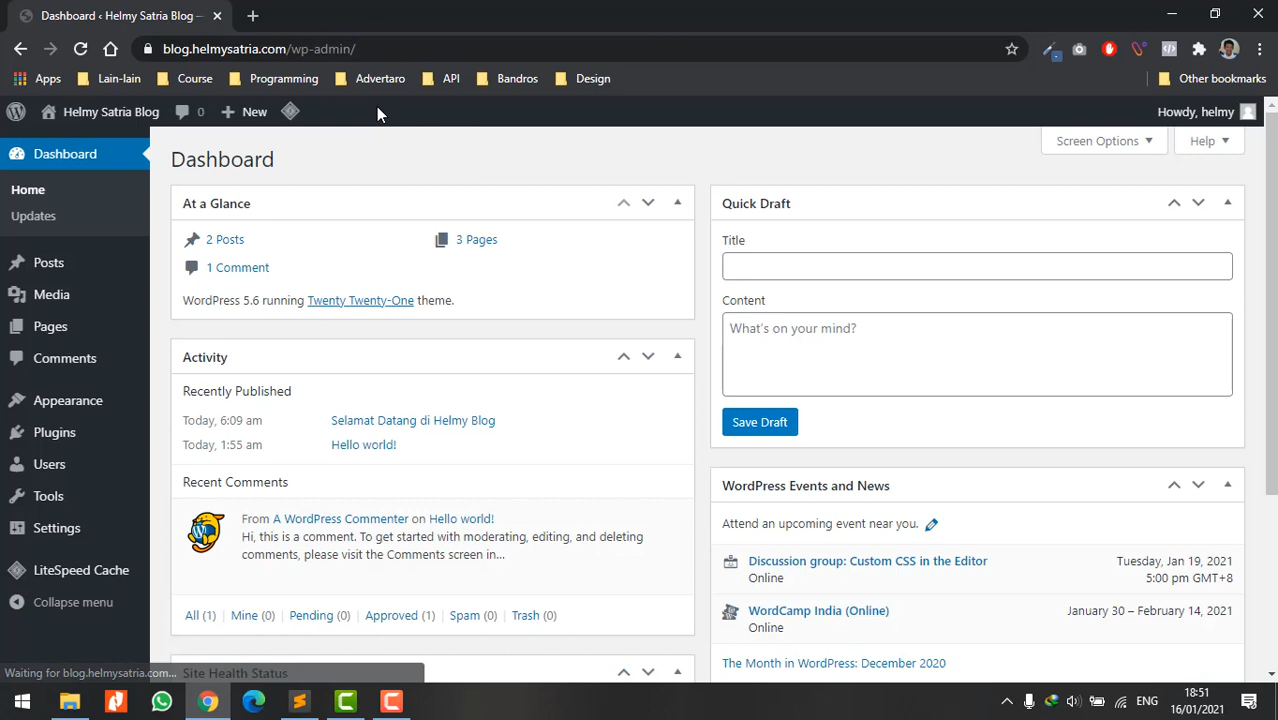 Dashboard ‹ Helmy Satria Blog —
blog.helmysatria.com/wp-admin/
Apps Lain-lain Course Programming Advertaro API Bandros Design Other bookmarks
Helmy Satria Blog 0 New Howdy, helmy
Dashboard
Home
Updates
Posts
Media
Pages
Comments
Appearance
Plugins
Users
Tools
Settings
LiteSpeed Cache
Collapse menu
Screen Options Help
Dashboard
At a Glance
2 Posts 3 Pages
1 Comment
WordPress 5.6 running Twenty Twenty-One theme.
Activity
Recently Published
Today, 6:09 am Selamat Datang di Helmy Blog
Today, 1:55 am Hello world!
Recent Comments
From A WordPress Commenter on Hello world!
Hi, this is a comment. To get started with moderating, editing, and deleting
comments, please visit the Comments screen in...
All (1) | Mine (0) | Pending (0) | Approved (1) | Spam (0) | Trash (0)
Site Health Status
Quick Draft
Title
Content
What's on your mind?
Save Draft
WordPress Events and News
Attend an upcoming event near you.
Discussion group: Custom CSS in the Editor Tuesday, Jan 19, 2021
Online 5:00 pm GMT+8
WordCamp India (Online) January 30 – February 14, 2021
Online
The Month in WordPress: December 2020
Waiting for blog.helmysatria.com...
ENG
18:51
16/01/2021